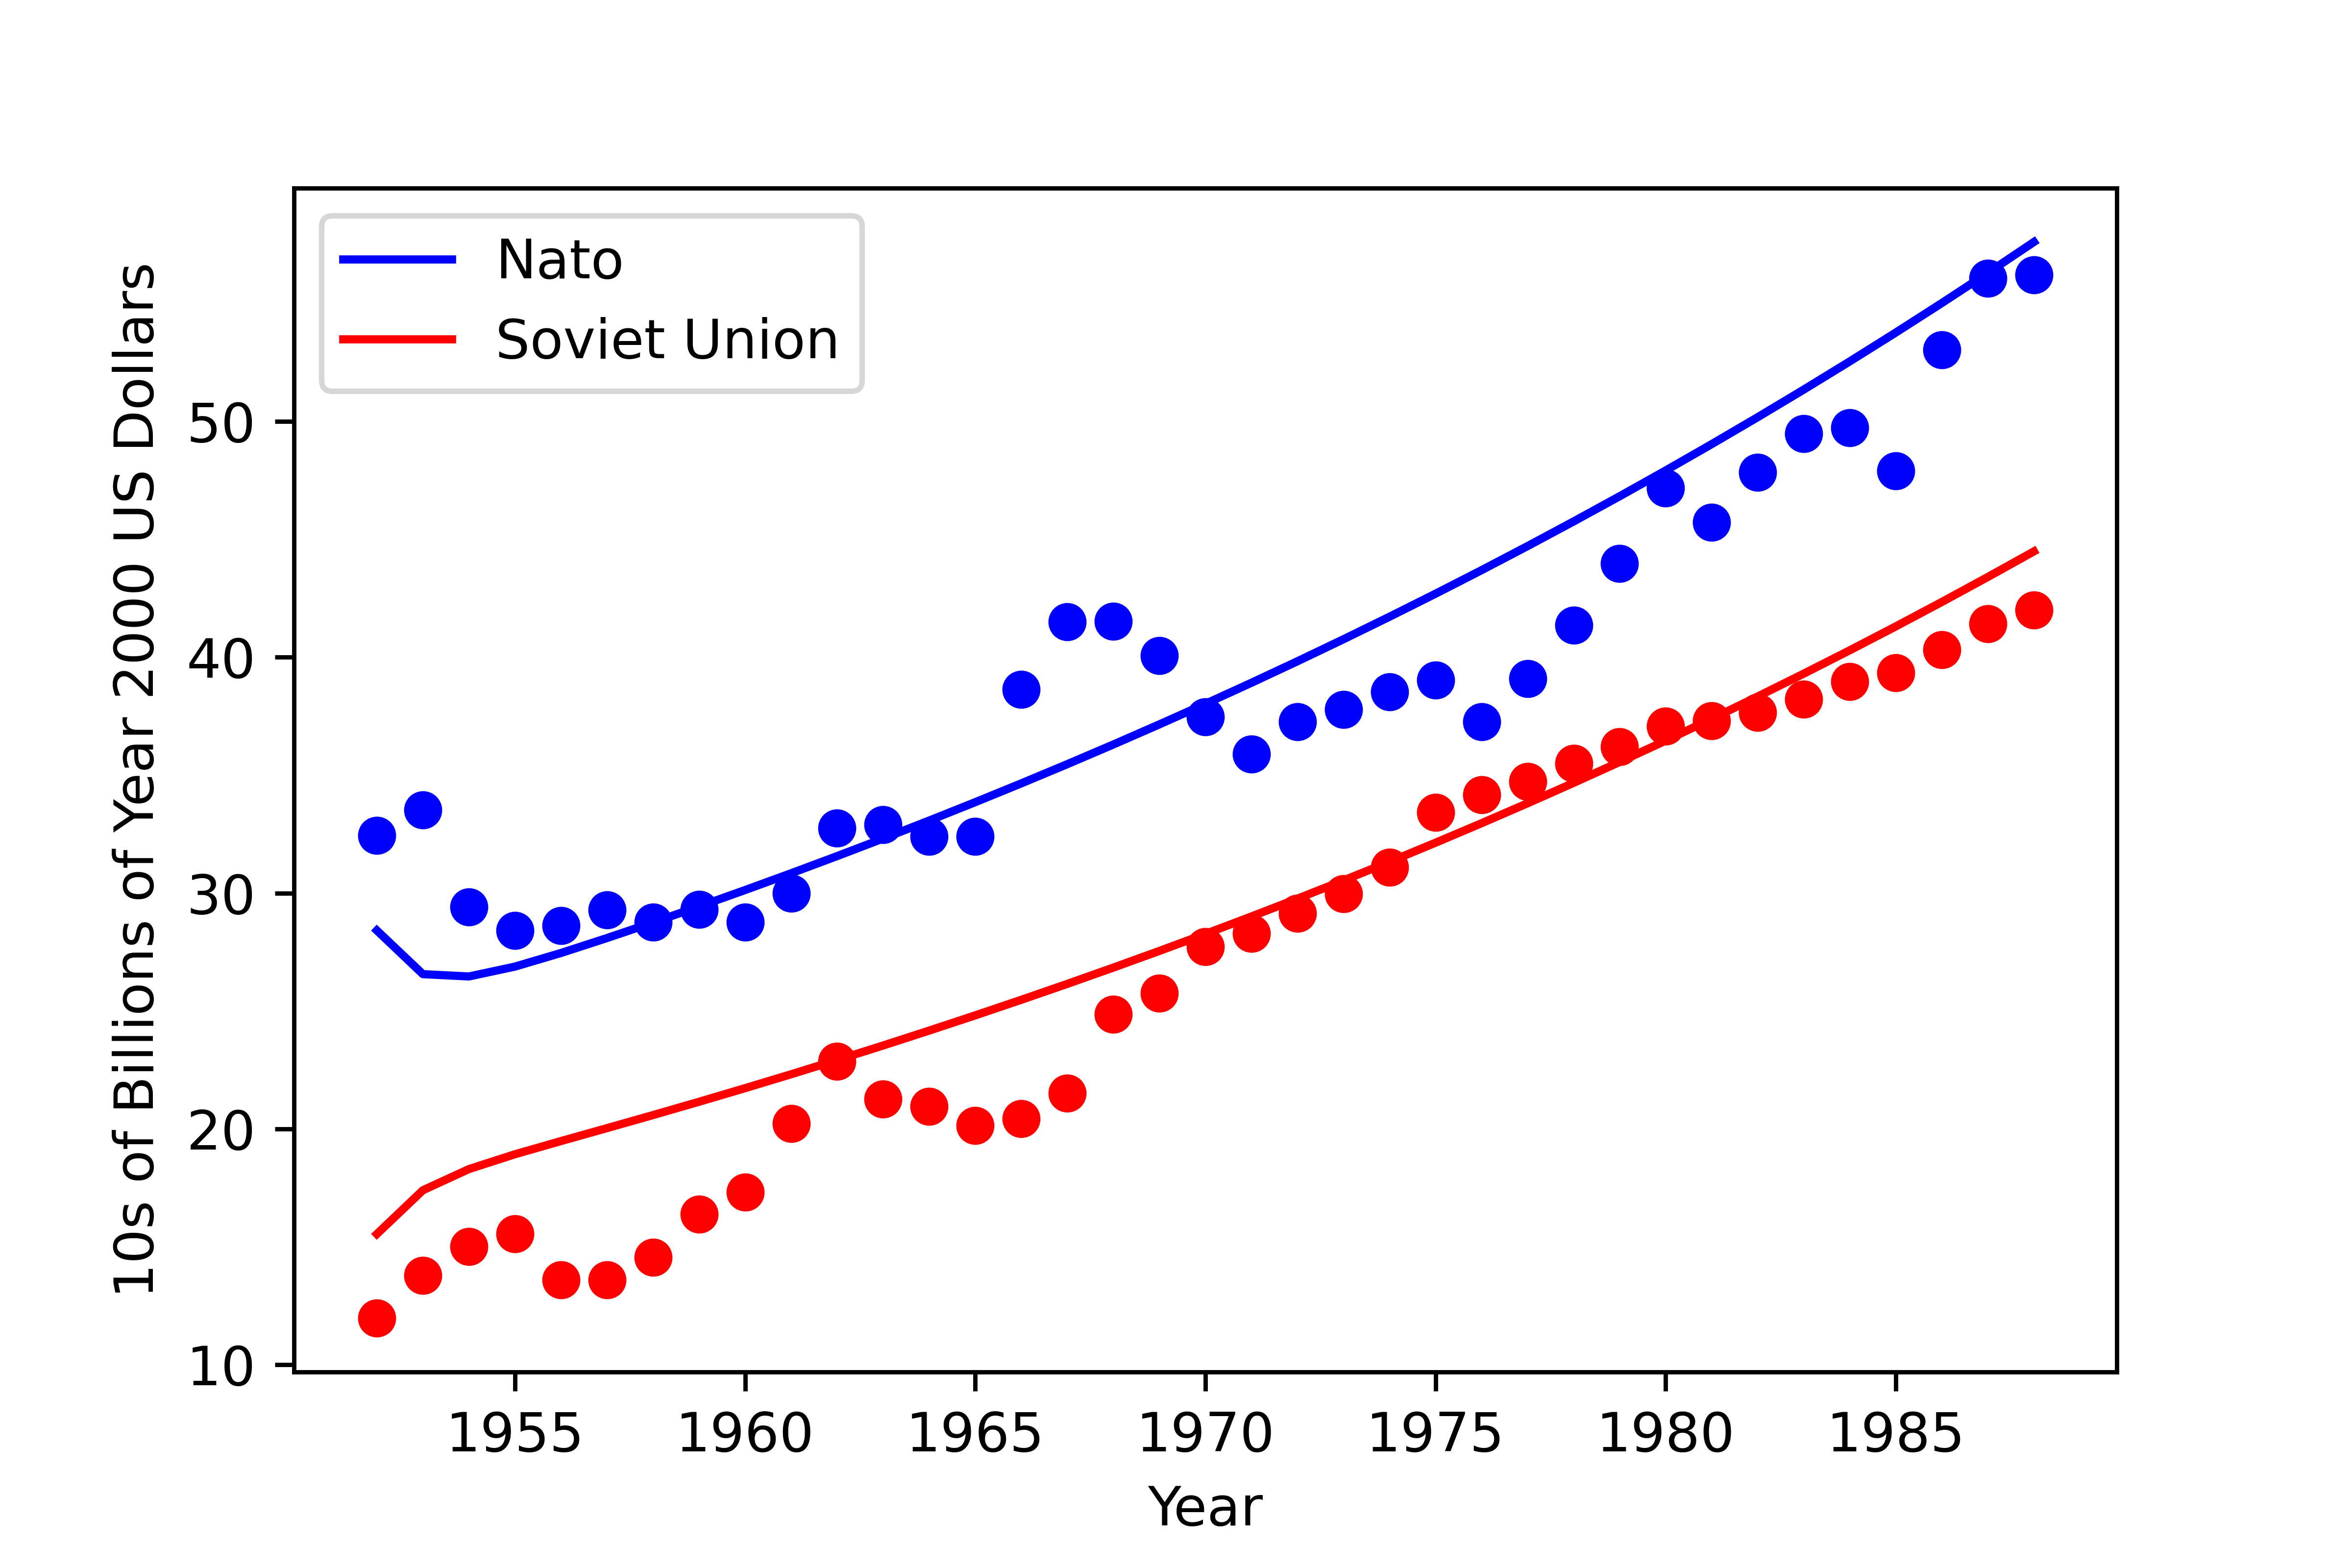 Nato
Soviet Union
10s of Billions of Year 2000 US Dollars
50
40
30
20
10
1955 1960 1965 1970 1975 1980 1985
Year